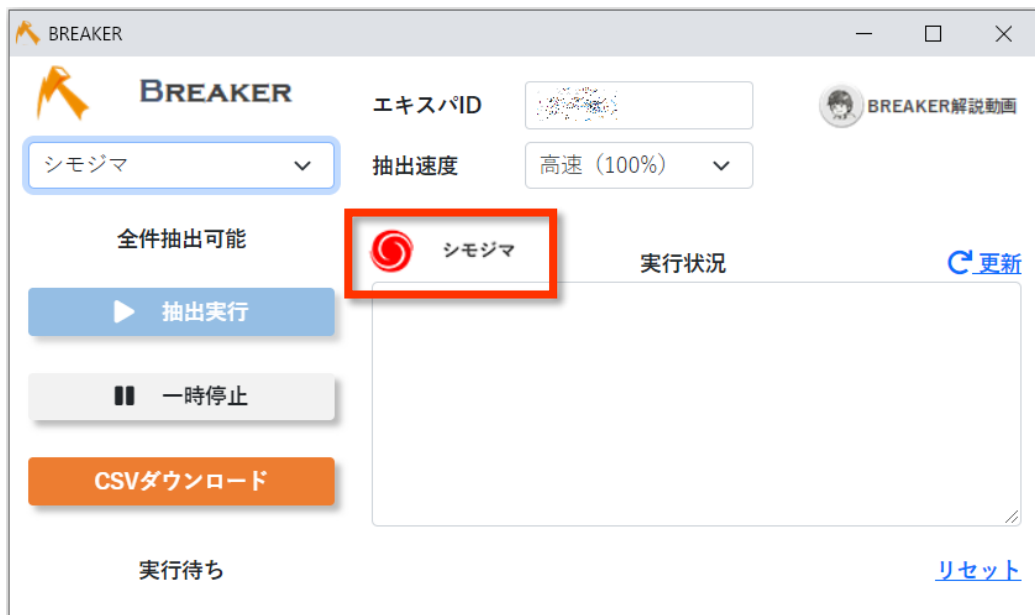 BREAKER
BREAKER
エキスパID
BREAKER解説動画
シモジマ
抽出速度
高速（100%）
全件抽出可能
シモジマ
実行状況
更新
抽出実行
一時停止
CSVダウンロード
実行待ち
リセット